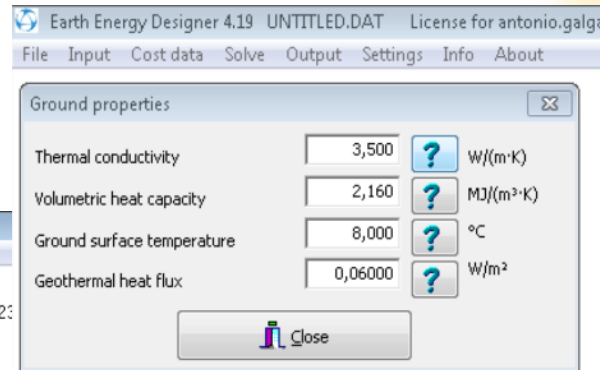 Earth Energy Designer 4.19 UNTITLED.DAT License for antonio.galga
File Input Cost data Solve Output Settings Info About
Ground properties
Thermal conductivity 3,500 ? W/(m·K)
Volumetric heat capacity 2,160 ? MJ/(m³·K)
Ground surface temperature 8,000 ? °C
Geothermal heat flux 0,06000 ? W/m²
23
Close